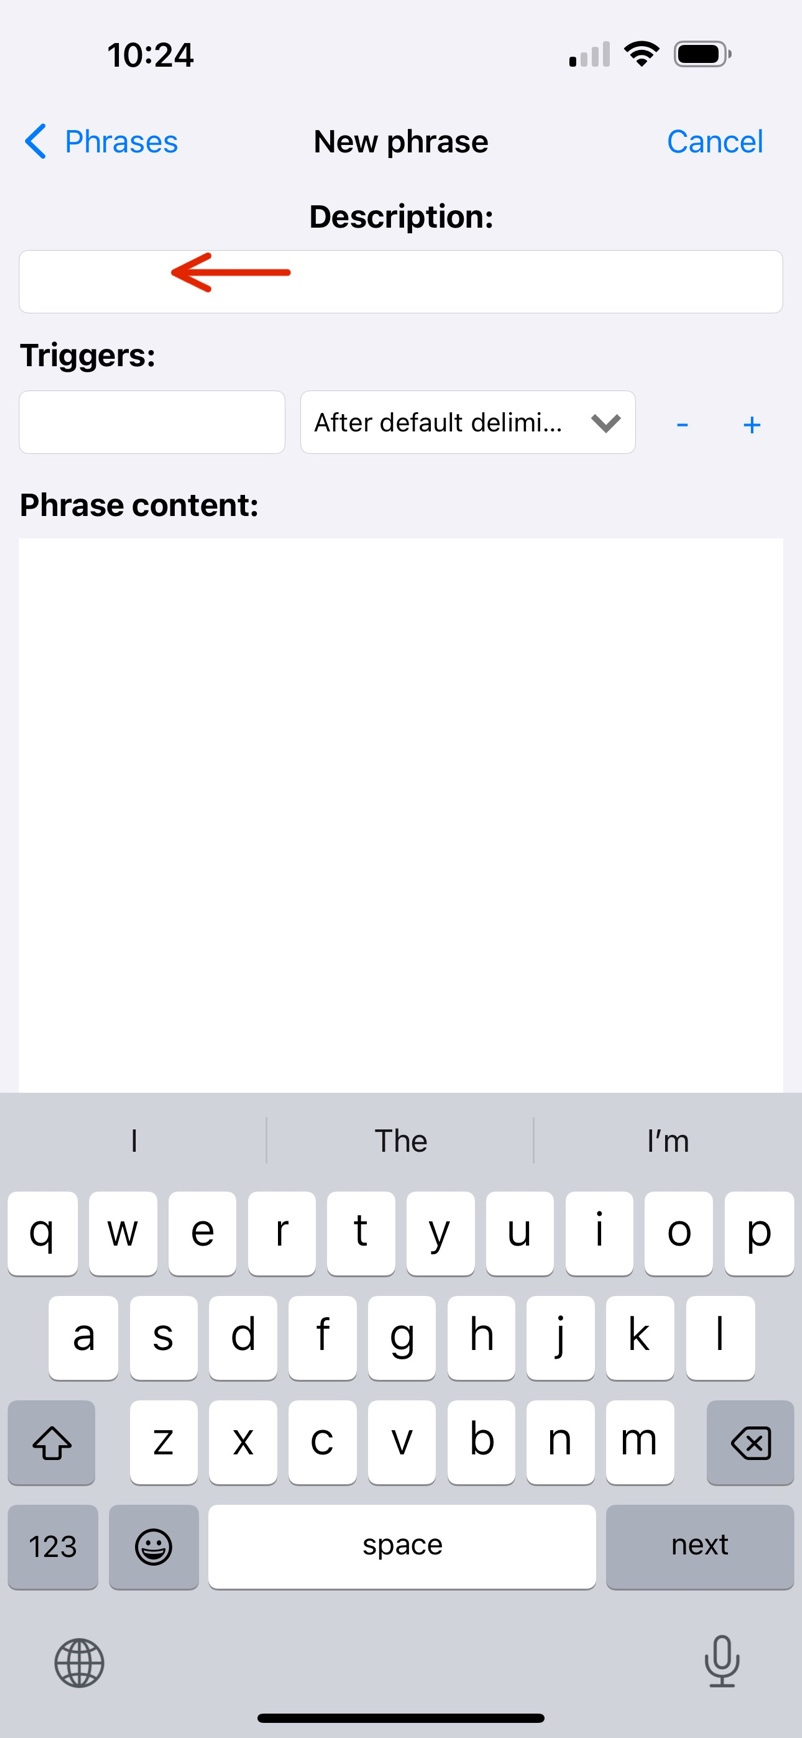 10:24
Phrases New phrase Cancel
Description:
Triggers:
After default delimi... - +
Phrase content:
I The I'm
q w e r t y u i o p
a s d f g h j k l
z x c v b n m
123 space next